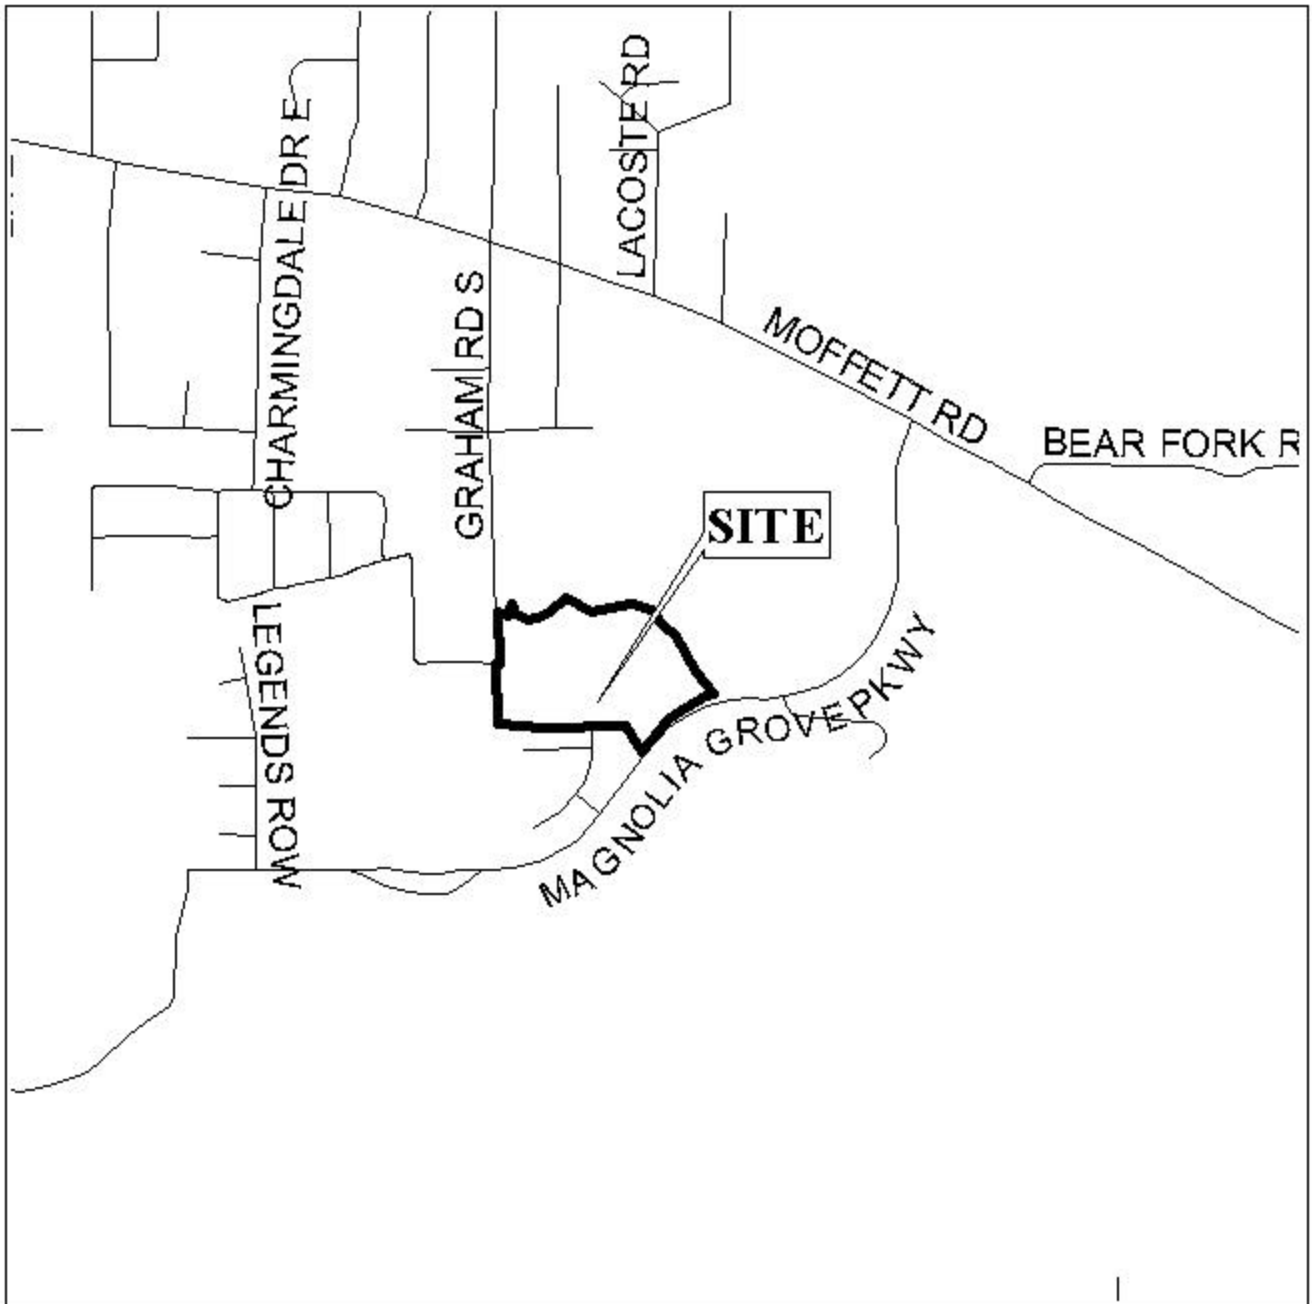 LACOSTE RD
CHARMINGDALE DR E
GRAHAM RD S
MOFFETT RD
BEAR FORK R
SITE
LEGENDS ROW
MAGNOLIA GROVE PKWY